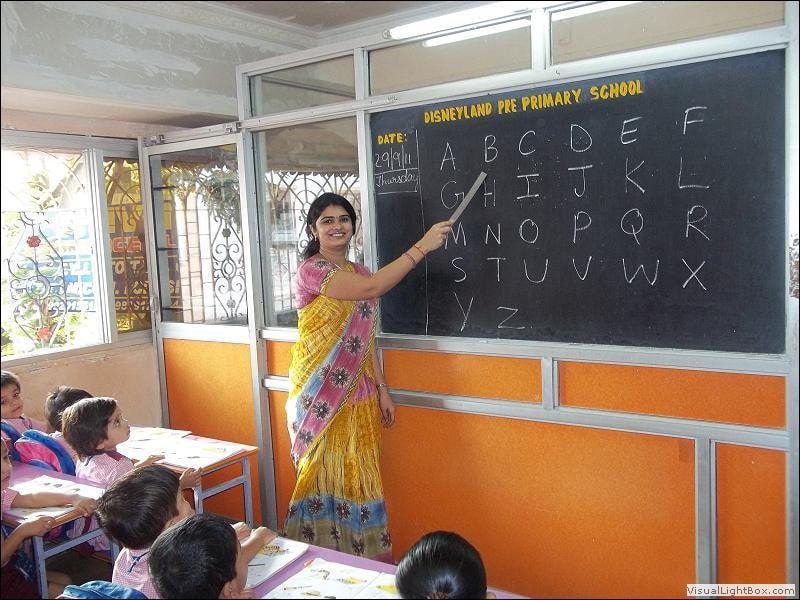 DISNEYLAND PRE PRIMARY SCHOOL
DATE:
29/9/11
Thursday
A B C D E F
G H I J K L
M N O P Q R
S T U V W X
Y Z
VisualLightBox.com